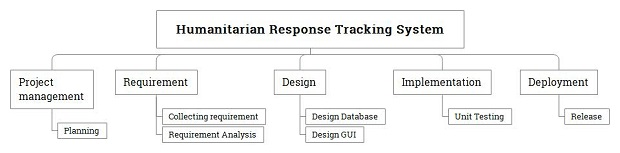 Humanitarian Response Tracking System
Project
management
Planning
Requirement
Collecting requirement
Requirement Analysis
Design
Design Database
Design GUI
Implementation
Unit Testing
Deployment
Release